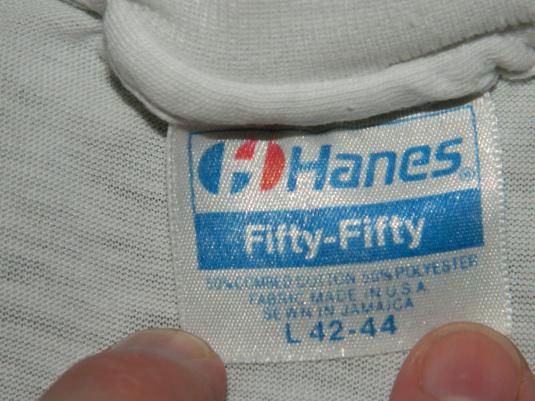 Hanes®
Fifty-Fifty
50% COMBED COTTON 50% POLYESTER
FABRIC MADE IN U.S.A.
SEWN IN JAMAICA
L 42-44